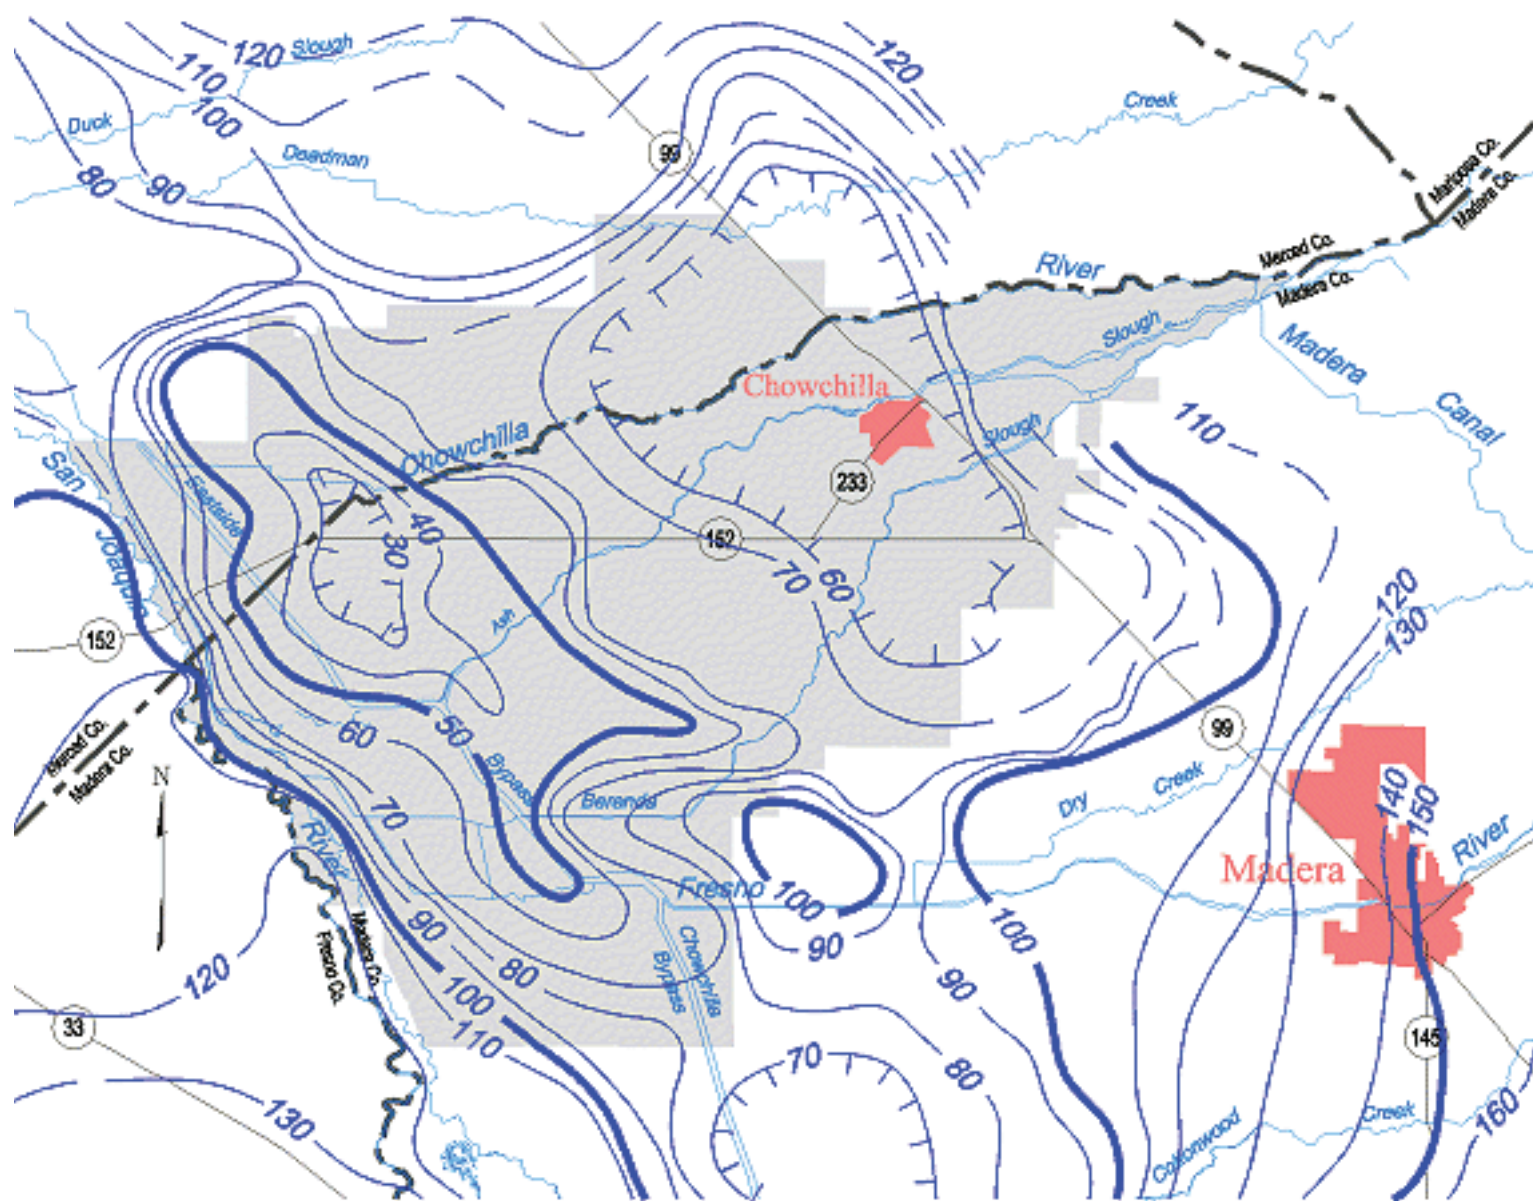 120
Slough
120
110
100
Duck
Creek
99
Deadman
80
90
Mariposa Co.
Madera Co.
Merced Co.
River
Madera Co.
Slough
Madera
Chowchilla
Canal
110
Slough
Chowchilla
San
Eastside
233
40
30
152
70
60
Joaquin
120
130
Ash
152
50
60
99
Merced Co.
Madera Co.
N
Bypass
Berenda
Dry
Creek
140
150
70
River
River
Madera
Fresno
100
90
100
90
80
Madera Co.
Fresno Co.
Chowchilla
Bypass
120
100
90
110
33
145
70
80
130
Cottonwood
Creek
160